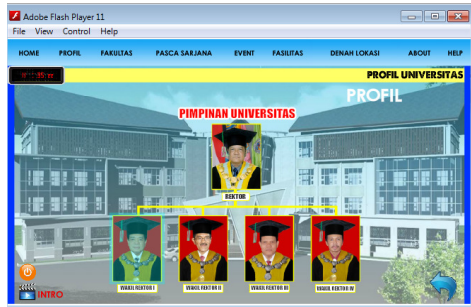 Adobe Flash Player 11
File View Control Help
HOME PROFIL FAKULTAS PASCA SARJANA EVENT FASILITAS DENAH LOKASI ABOUT HELP
PROFIL UNIVERSITAS
PROFIL
PIMPINAN UNIVERSITAS
REKTOR
WAKIL REKTOR I WAKIL REKTOR II WAKIL REKTOR III WAKIL REKTOR IV
INTRO